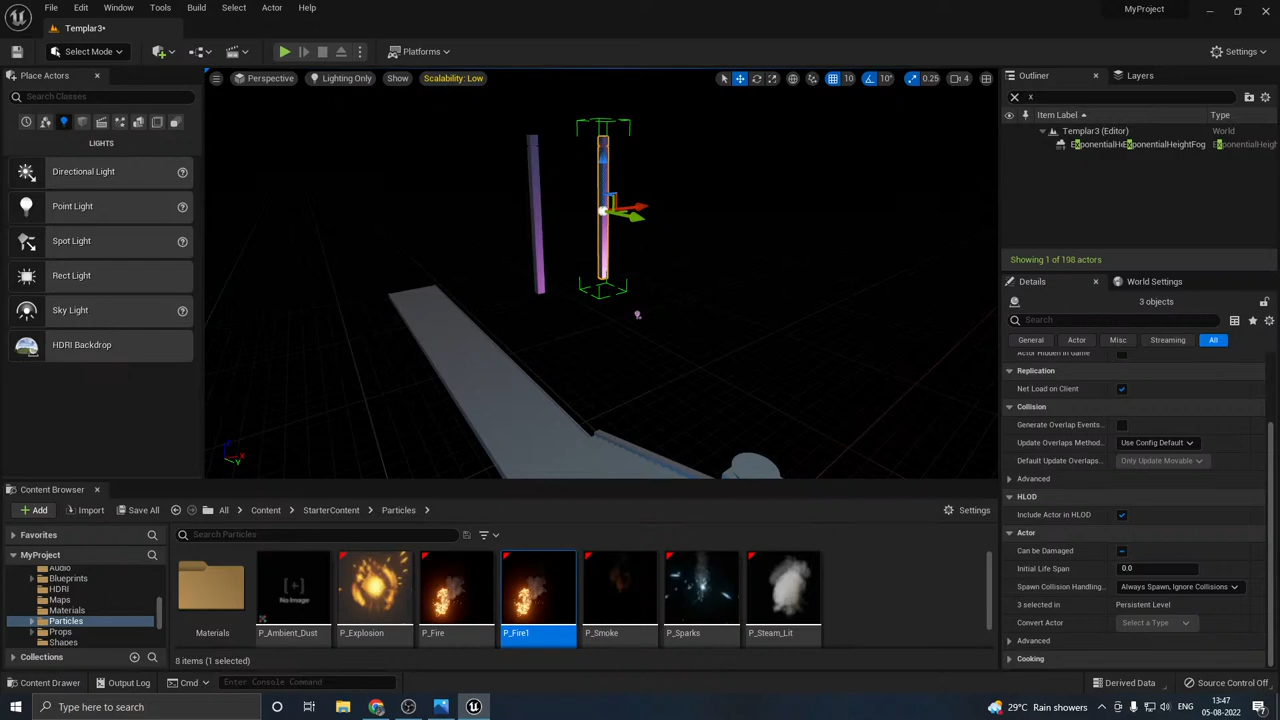 File Edit Window Tools Build Select Actor Help
MyProject
Templar3*
Select Mode
Platforms
Settings
Place Actors
Search Classes
LIGHTS
Directional Light
Point Light
Spot Light
Rect Light
Sky Light
HDRI Backdrop
Perspective Lighting Only Show Scalability: Low
10 10° 0.25 4
X
Y
Outliner Layers
x
Item Label Type
Templar3 (Editor) World
ExponentialHeightFog
Showing 1 of 198 actors
Details World Settings
3 objects
Search
General Actor Misc Streaming All
Actor Hidden in Game
Replication
Net Load on Client
Collision
Generate Overlap Events...
Update Overlaps Method... Use Config Default
Default Update Overlaps... Only Update Movable
Advanced
HLOD
Include Actor in HLOD
Actor
Can be Damaged
Initial Life Span 0.0
Spawn Collision Handling... Always Spawn, Ignore Collisions
3 selected in Persistent Level
Convert Actor Select a Type
Advanced
Cooking
Content Browser
Add Import Save All All Content StarterContent Particles Settings
Favorites
MyProject
Audio
Blueprints
HDRI
Maps
Materials
Particles
Props
Shapes
Collections
Search Particles
No Image
Materials P_Ambient_Dust P_Explosion P_Fire P_Fire1 P_Smoke P_Sparks P_Steam_Lit
8 items (1 selected)
Content Drawer Output Log Cmd Enter Console Command Derived Data Source Control Off
Type here to search
29°C Rain showers
ENG
13:47
05-08-2022
2